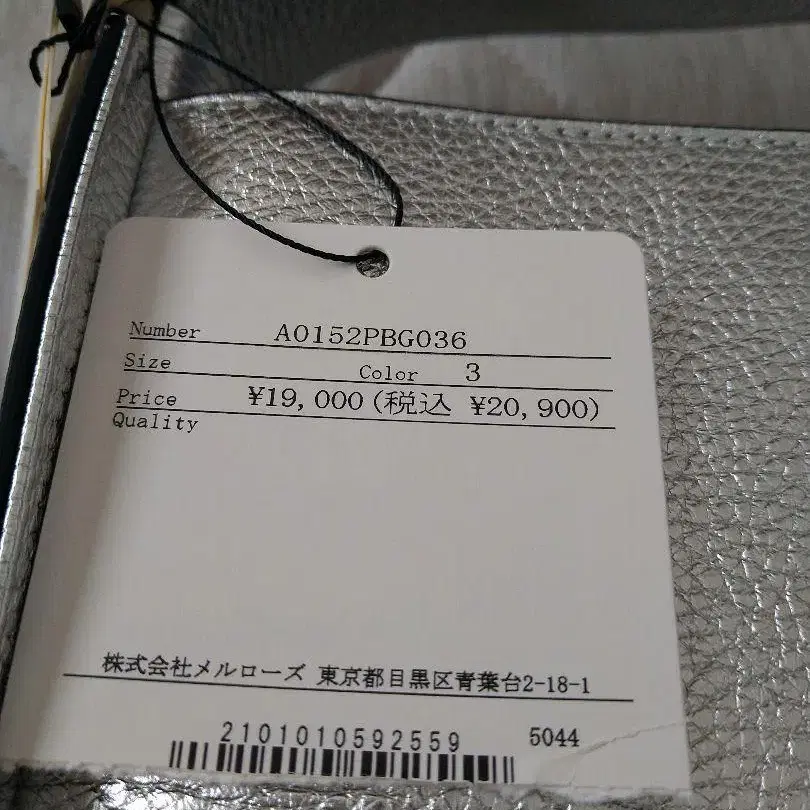 Number A0152PBG036
Size Color 3
Price ¥19,000(税込 ¥20,900)
Quality
株式会社メルローズ 東京都目黒区青葉台2-18-1
2101010592559 5044